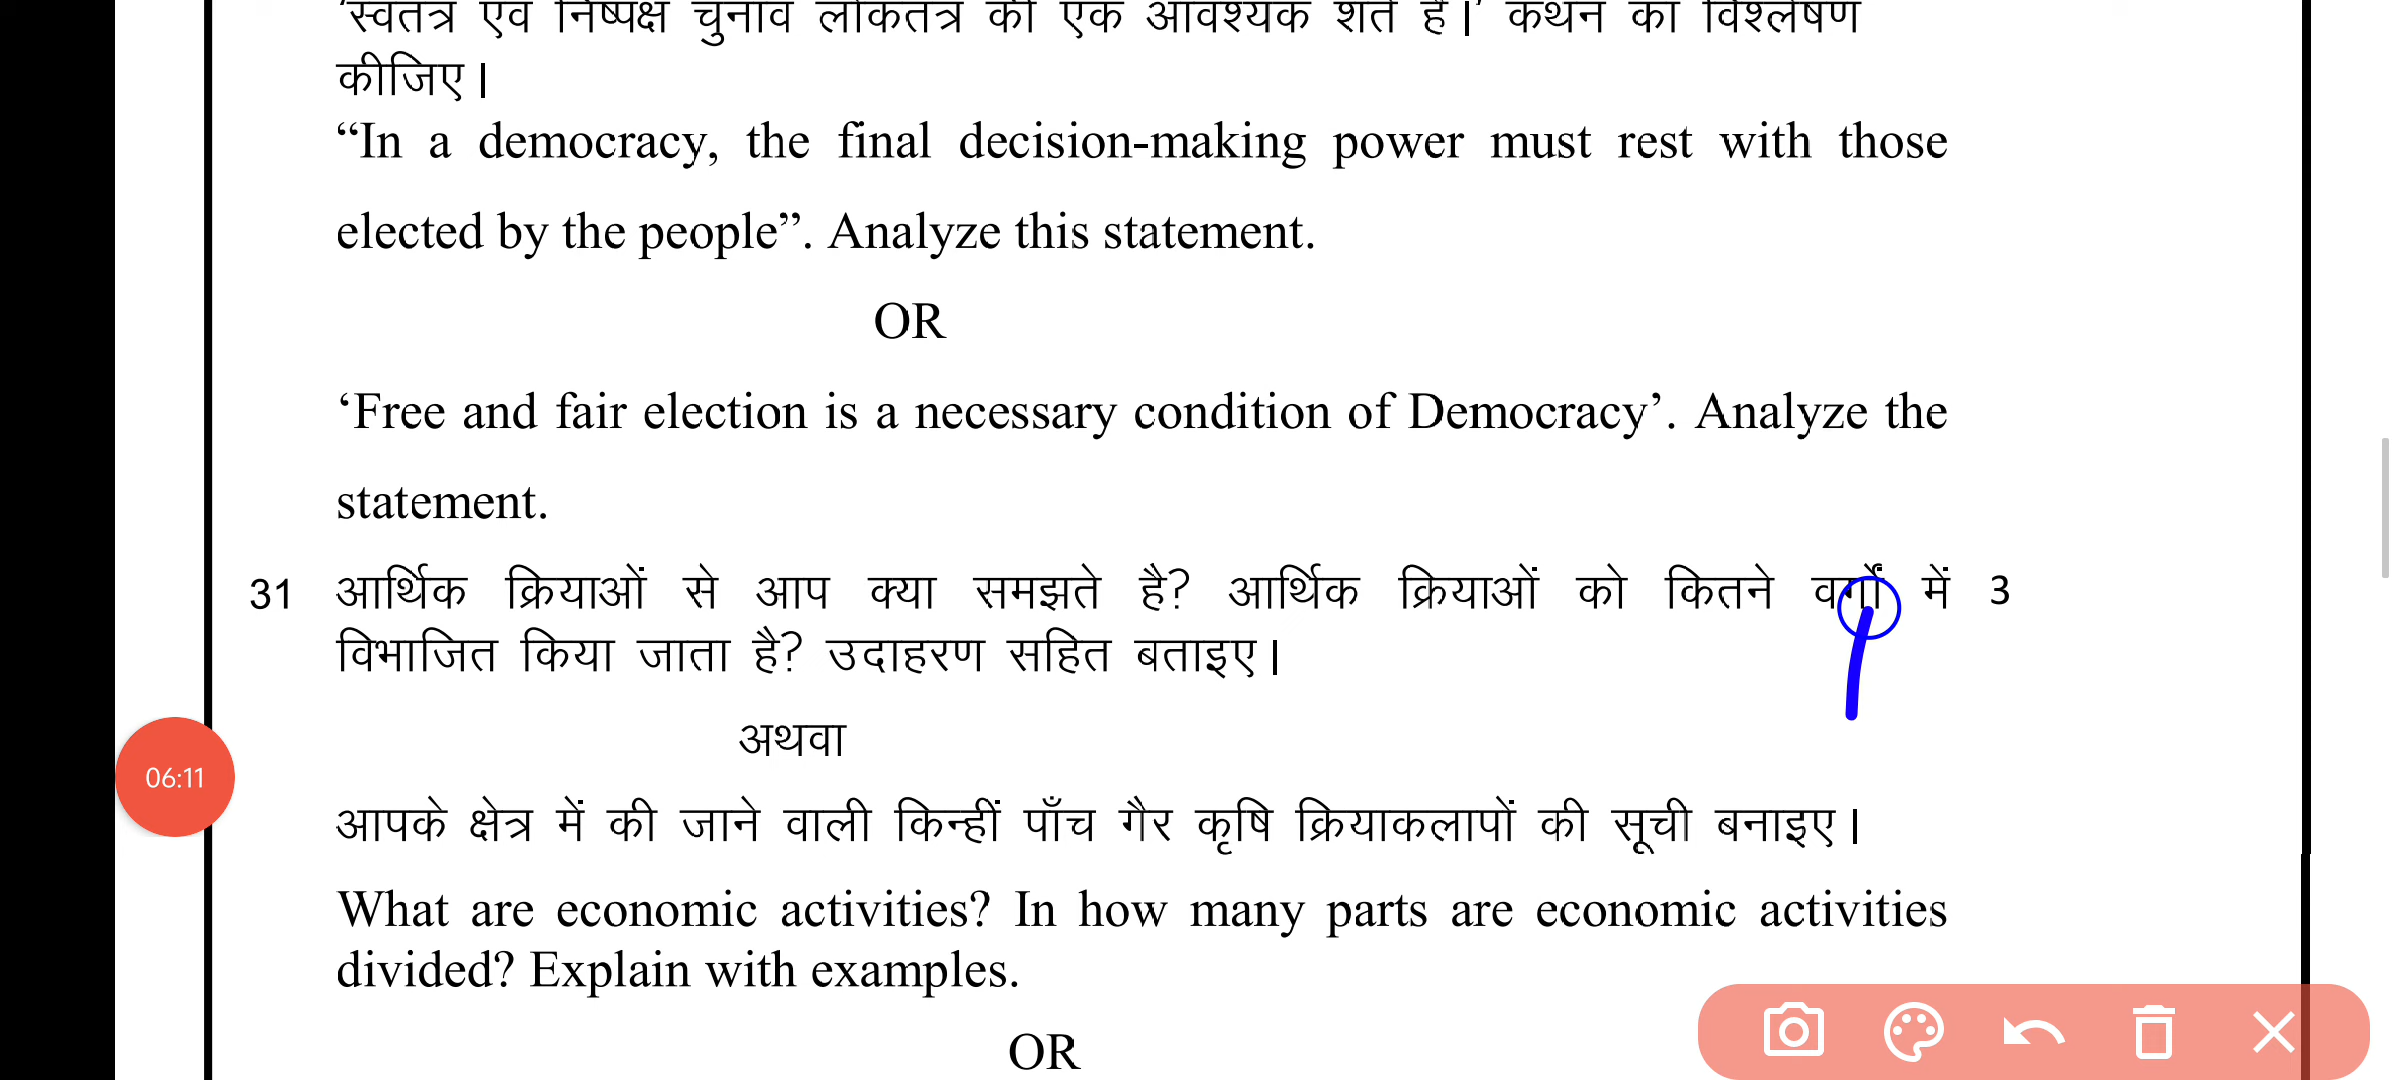 ‘स्वतंत्र एवं निष्पक्ष चुनाव लोकतंत्र की एक आवश्यक शर्त है।’ कथन का विश्लेषण
कीजिए।
“In a democracy, the final decision-making power must rest with those
elected by the people”. Analyze this statement.
OR
‘Free and fair election is a necessary condition of Democracy’. Analyze the
statement.
31 आर्थिक क्रियाओं से आप क्या समझते है? आर्थिक क्रियाओं को कितने वर्गों में 3
विभाजित किया जाता है? उदाहरण सहित बताइए।
अथवा
06:11
आपके क्षेत्र में की जाने वाली किन्हीं पाँच गैर कृषि क्रियाकलापों की सूची बनाइए।
What are economic activities? In how many parts are economic activities
divided? Explain with examples.
OR